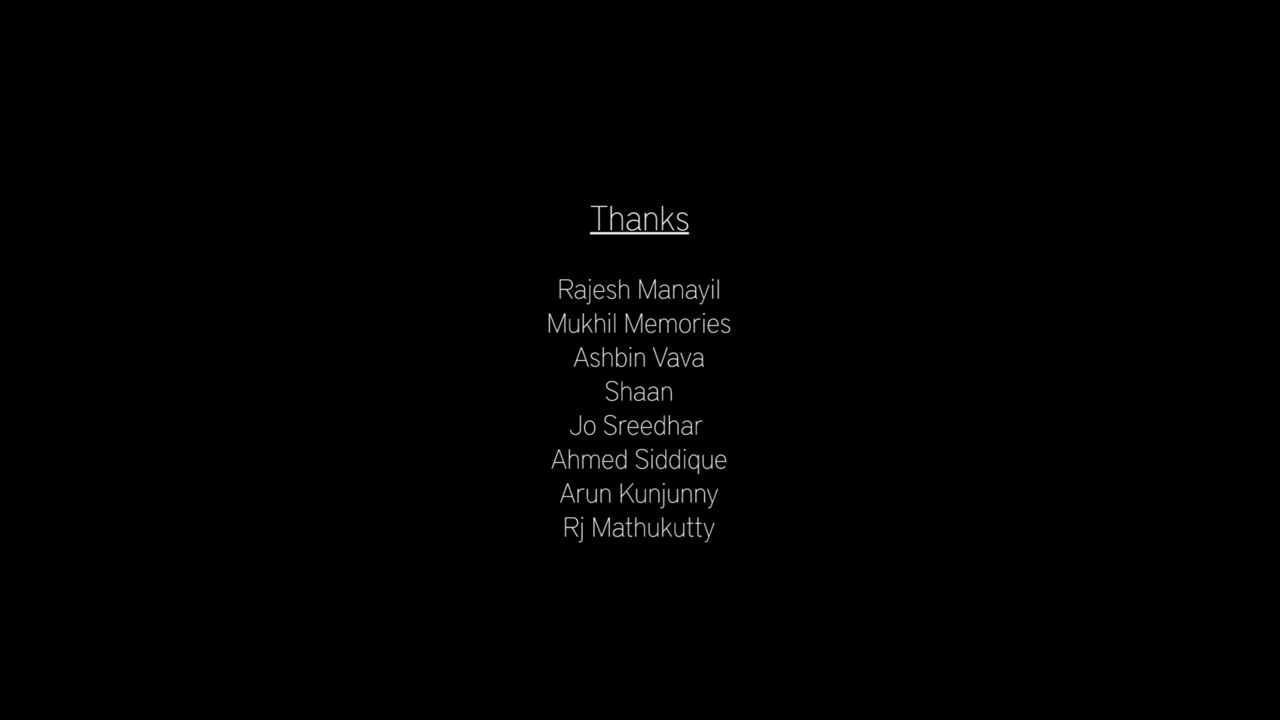 Thanks
Rajesh Manayil
Mukhil Memories
Ashbin Vava
Shaan
Jo Sreedhar
Ahmed Siddique
Arun Kunjunny
Rj Mathukutty